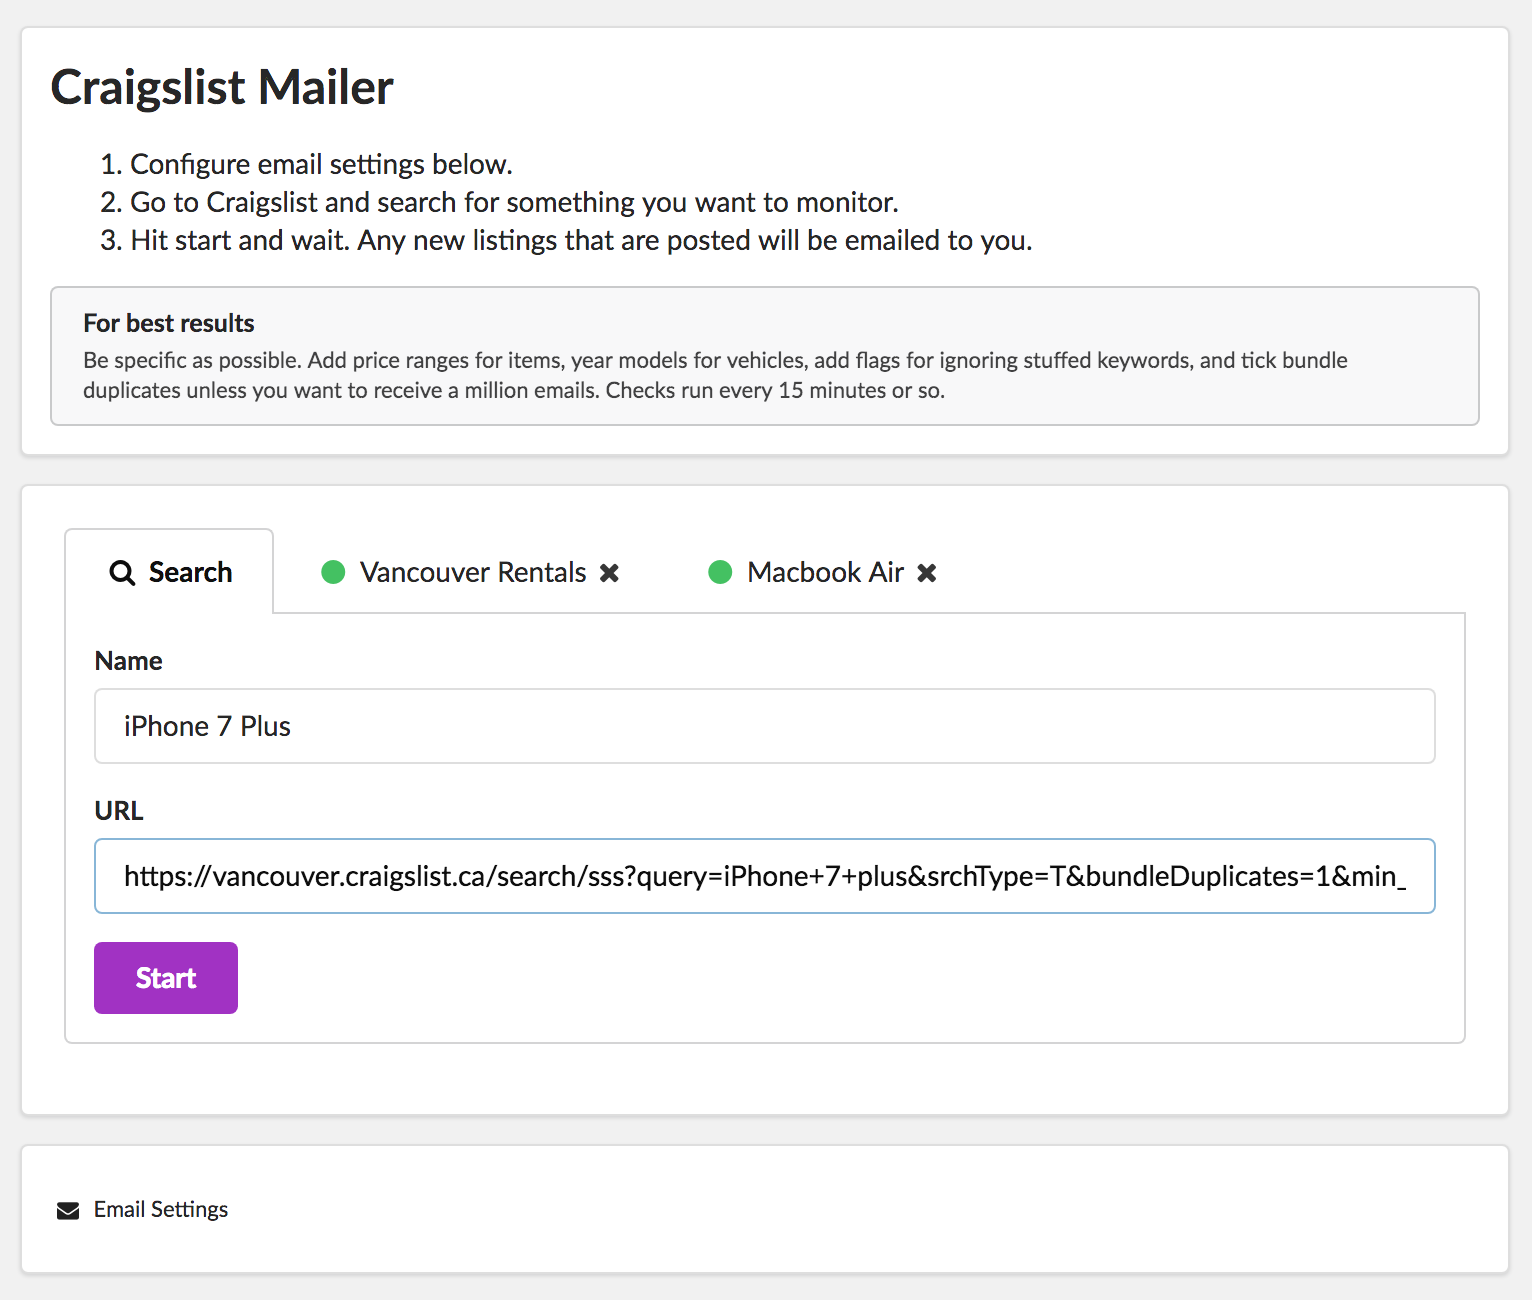 Craigslist Mailer
1. Configure email settings below.
2. Go to Craigslist and search for something you want to monitor.
3. Hit start and wait. Any new listings that are posted will be emailed to you.
For best results
Be specific as possible. Add price ranges for items, year models for vehicles, add flags for ignoring stuffed keywords, and tick bundle
duplicates unless you want to receive a million emails. Checks run every 15 minutes or so.
Search Vancouver Rentals Macbook Air
Name
iPhone 7 Plus
URL
https://vancouver.craigslist.ca/search/sss?query=iPhone+7+plus&srchType=T&bundleDuplicates=1&min_
Start
Email Settings